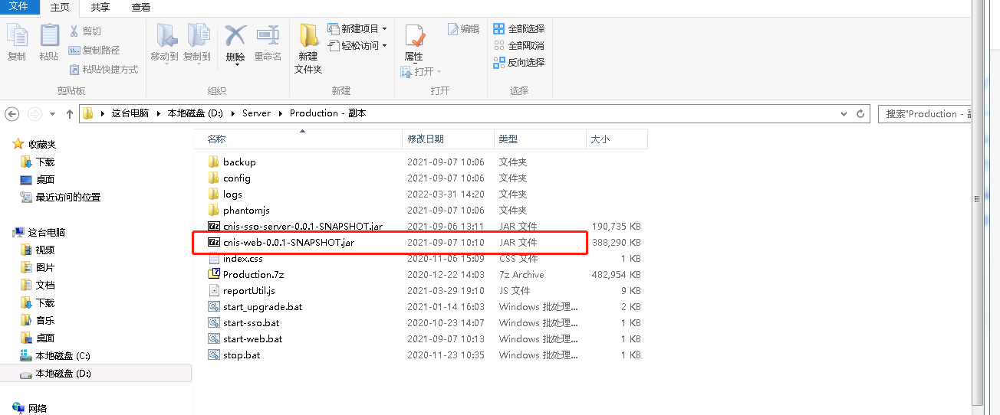 文件 主页 共享 查看
复制
粘贴
剪切
复制路径
粘贴快捷方式
剪贴板
移动到 复制到 删除 重命名
组织
新建文件夹
新建项目
轻松访问
新建
属性
打开
编辑
打开
全部选择
全部取消
反向选择
选择
这台电脑 本地磁盘 (D:) Server Production - 副本
搜索"Production - 副
收藏夹
下载
桌面
最近访问的位置
这台电脑
视频
图片
文档
下载
音乐
桌面
本地磁盘 (C:)
本地磁盘 (D:)
网络
名称 修改日期 类型 大小
backup 2021-09-07 10:06 文件夹
config 2021-09-07 10:06 文件夹
logs 2022-03-31 14:20 文件夹
phantomjs 2021-09-07 10:06 文件夹
cnis-sso-server-0.0.1-SNAPSHOT.jar 2021-09-06 13:11 JAR 文件 190,735 KB
cnis-web-0.0.1-SNAPSHOT.jar 2021-09-07 10:10 JAR 文件 388,290 KB
index.css 2020-11-06 15:09 CSS 文件 1 KB
Production.7z 2020-12-22 14:03 7z Archive 482,954 KB
reportUtil.js 2021-03-29 19:10 JS 文件 9 KB
start_upgrade.bat 2021-01-14 16:03 Windows 批处理... 2 KB
start-sso.bat 2020-10-23 14:07 Windows 批处理... 1 KB
start-web.bat 2021-09-07 10:13 Windows 批处理... 1 KB
stop.bat 2020-11-23 10:35 Windows 批处理... 1 KB